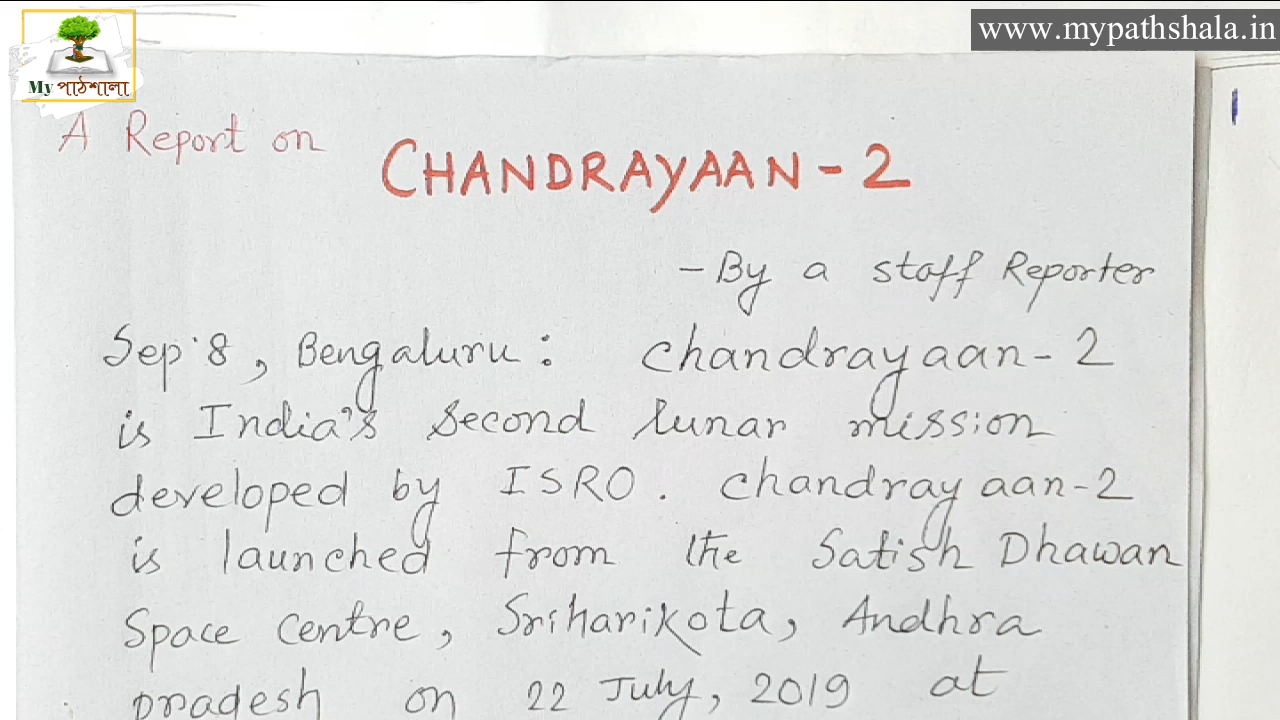 My পাঠশালা
www.mypathshala.in
A Report on
CHANDRAYAAN - 2
- By a staff Reporter
Sep' 8, Bengaluru: Chandrayaan - 2
is India's second lunar mission
developed by ISRO. Chandrayaan-2
is launched from the Satish Dhawan
Space Centre, Sriharikota, Andhra
Pradesh on 22 July, 2019 at